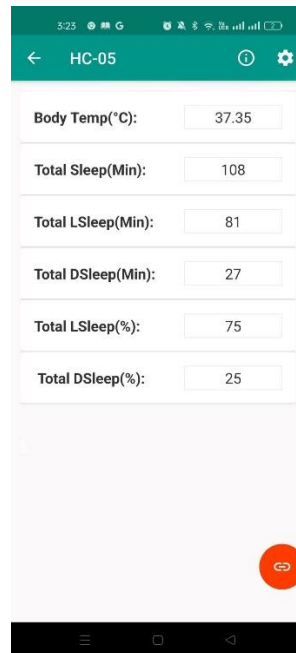 3:23
HC-05
Body Temp(°C): 37.35
Total Sleep(Min): 108
Total LSleep(Min): 81
Total DSleep(Min): 27
Total LSleep(%): 75
Total DSleep(%): 25